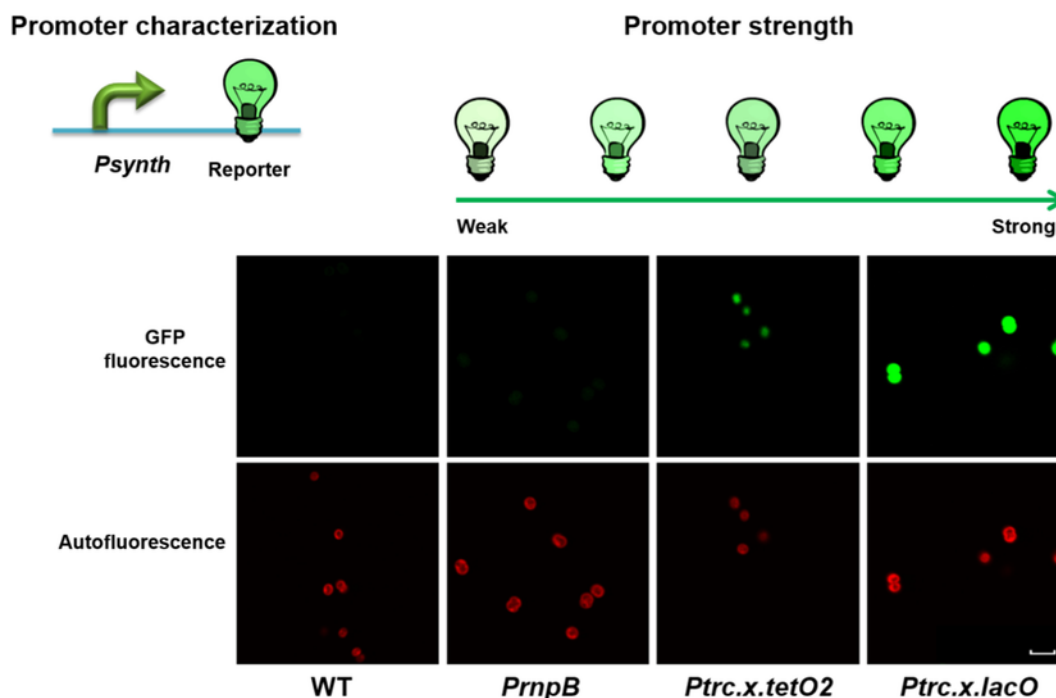 Promoter characterization
Promoter strength
Psynth
Reporter
Weak
Strong
GFP
fluorescence
Autofluorescence
WT
PrnpB
Ptrc.x.tetO2
Ptrc.x.lacO